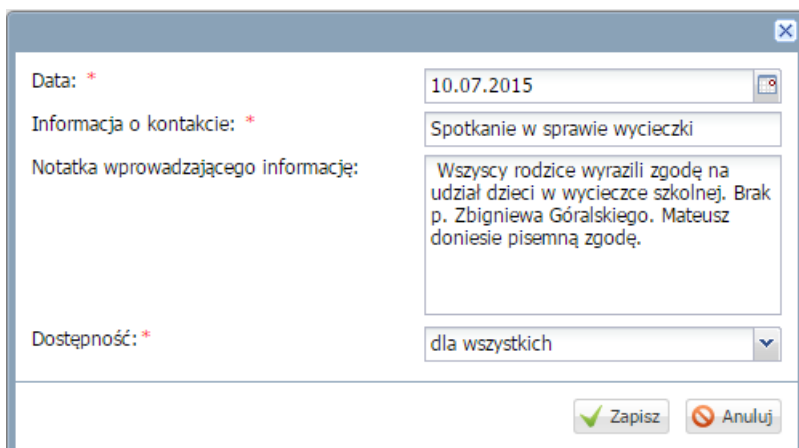 Data: * 10.07.2015
Informacja o kontakcie: * Spotkanie w sprawie wycieczki
Notatka wprowadzającego informację: Wszyscy rodzice wyrazili zgodę na
udział dzieci w wycieczce szkolnej. Brak
p. Zbigniewa Góralskiego. Mateusz
doniesie pisemną zgodę.
Dostępność: * dla wszystkich
Zapisz Anuluj